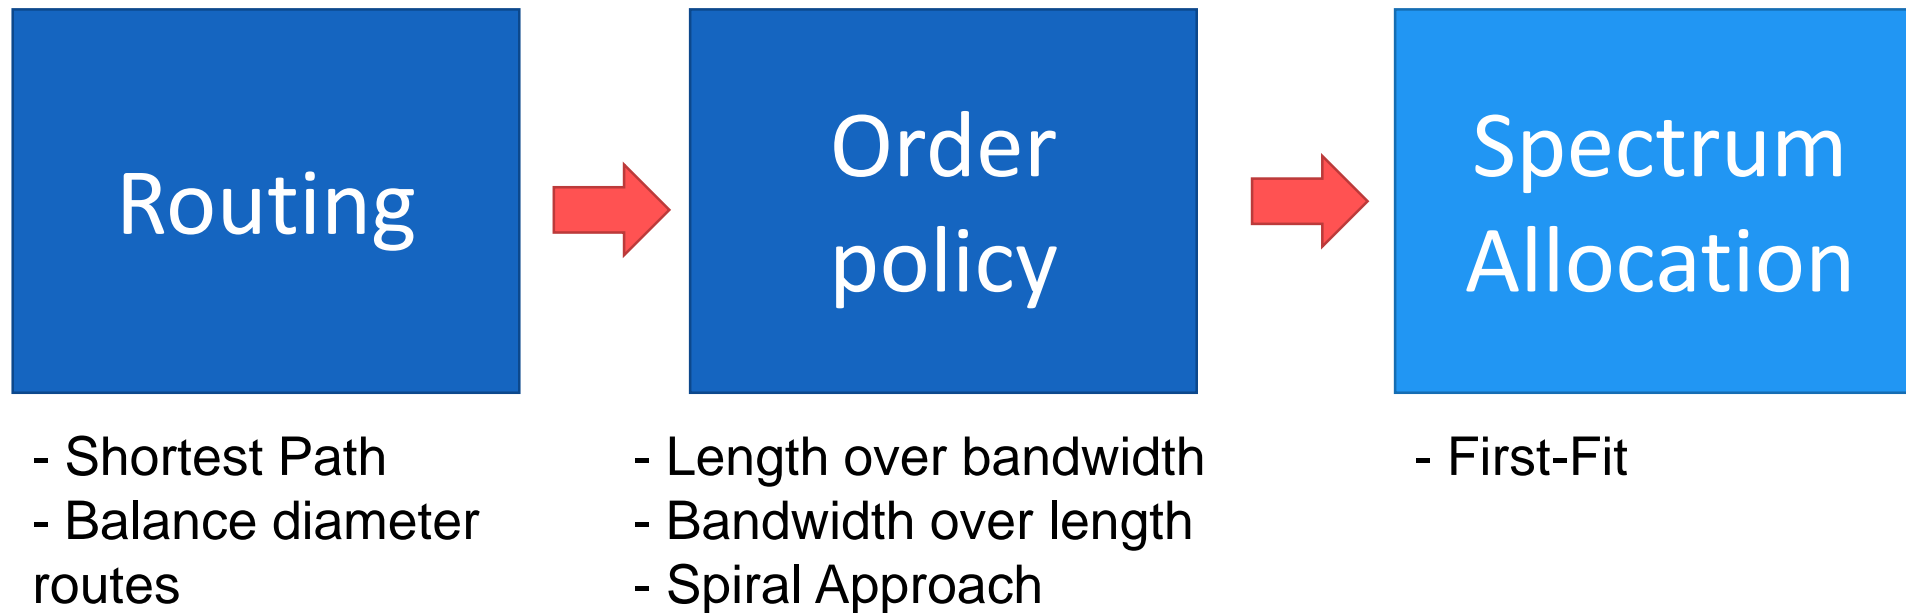 Routing
Order
policy
Spectrum
Allocation
- Shortest Path
- Balance diameter
routes
- Length over bandwidth
- Bandwidth over length
- Spiral Approach
- First-Fit